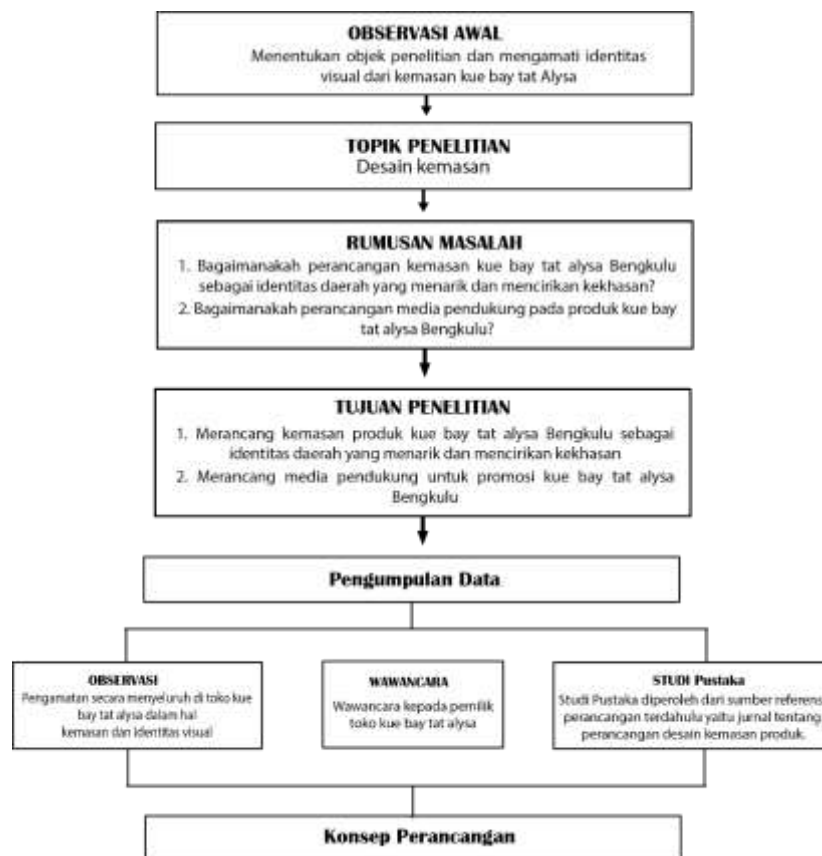 OBSERVASI AWAL
Menentukan objek penelitian dan mengamati identitas
visual dari kemasan kue bay tat Alysa
TOPIK PENELITIAN
Desain kemasan
RUMUSAN MASALAH
1. Bagaimanakah perancangan kemasan kue bay tat alysa Bengkulu
sebagai identitas daerah yang menarik dan mencirikan kekhasan?
2. Bagaimanakah perancangan media pendukung pada produk kue bay
tat alysa Bengkulu?
TUJUAN PENELITIAN
1. Merancang kemasan produk kue bay tat alysa Bengkulu sebagai
identitas daerah yang menarik dan mencirikan kekhasan
2. Merancang media pendukung untuk promosi kue bay tat alysa
Bengkulu
Pengumpulan Data
OBSERVASI
Pengamatan secara menyeluruh di toko kue
bay tat alysa dalam hal
kemasan dan identitas visual
WAWANCARA
Wawancara kepada pemilik
toko kue bay tat alysa
STUDI Pustaka
Studi Pustaka diperoleh dari sumber referens
perancangan terdahulu yaitu jurnal tentang
perancangan desain kemasan produk.
Konsep Perancangan